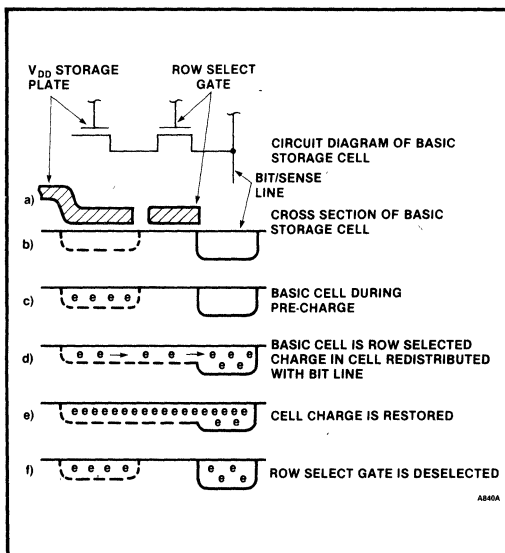 V_DD STORAGE
PLATE
ROW SELECT
GATE
CIRCUIT DIAGRAM OF BASIC
STORAGE CELL
BIT/SENSE
LINE
a)
CROSS SECTION OF BASIC
STORAGE CELL
b)
c)
e e e e
BASIC CELL DURING
PRE-CHARGE
d)
e → e e → e e e
e e
BASIC CELL IS ROW SELECTED
CHARGE IN CELL REDISTRIBUTED
WITH BIT LINE
e)
eeeeeeeeeeeeeeee
e e
CELL CHARGE IS RESTORED
f)
e e e e
e e
e
ROW SELECT GATE IS DESELECTED
A840A